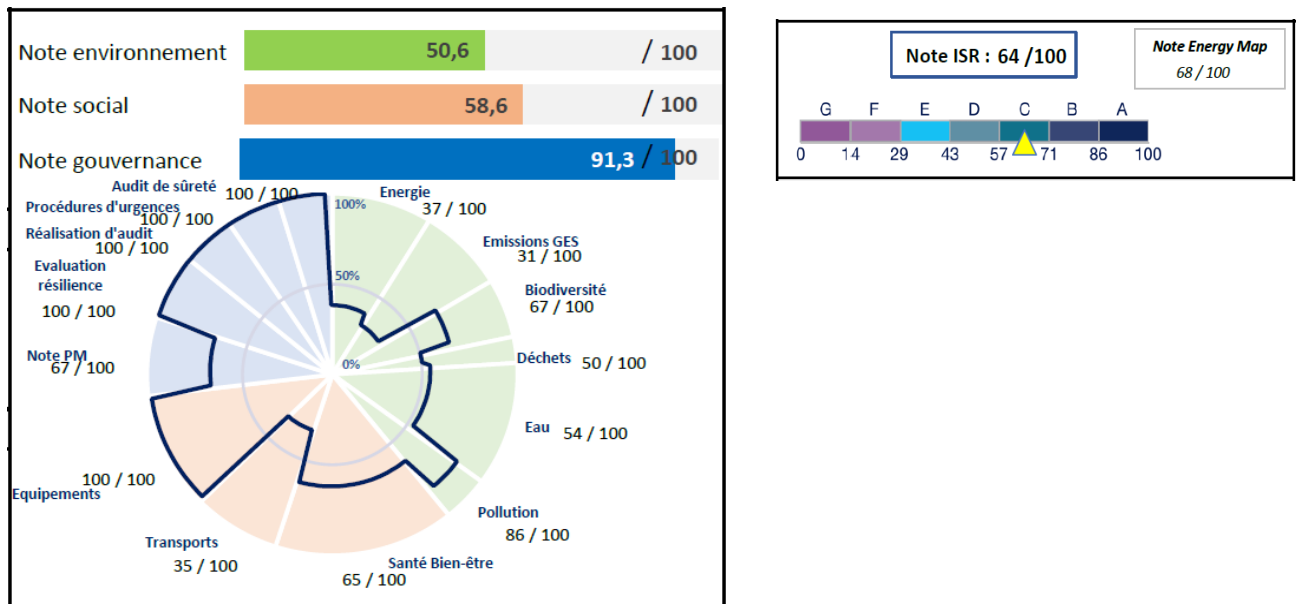 Note environnement 50,6 / 100
Note social 58,6 / 100
Note gouvernance 91,3 / 100
Audit de sûreté 100 / 100
Procédures d'urgences 100 / 100
Réalisation d'audit 100 / 100
Evaluation
résilience
100 / 100
Note PM 67 / 100
Equipements 100 / 100
Transports
35 / 100
Santé Bien-être
65 / 100
Pollution
86 / 100
Eau 54 / 100
Déchets 50 / 100
Biodiversité
67 / 100
Emissions GES
31 / 100
Energie
37 / 100
100%
50%
0%
Note ISR : 64 /100
Note Energy Map
68 / 100
G F E D C B A
0 14 29 43 57 71 86 100